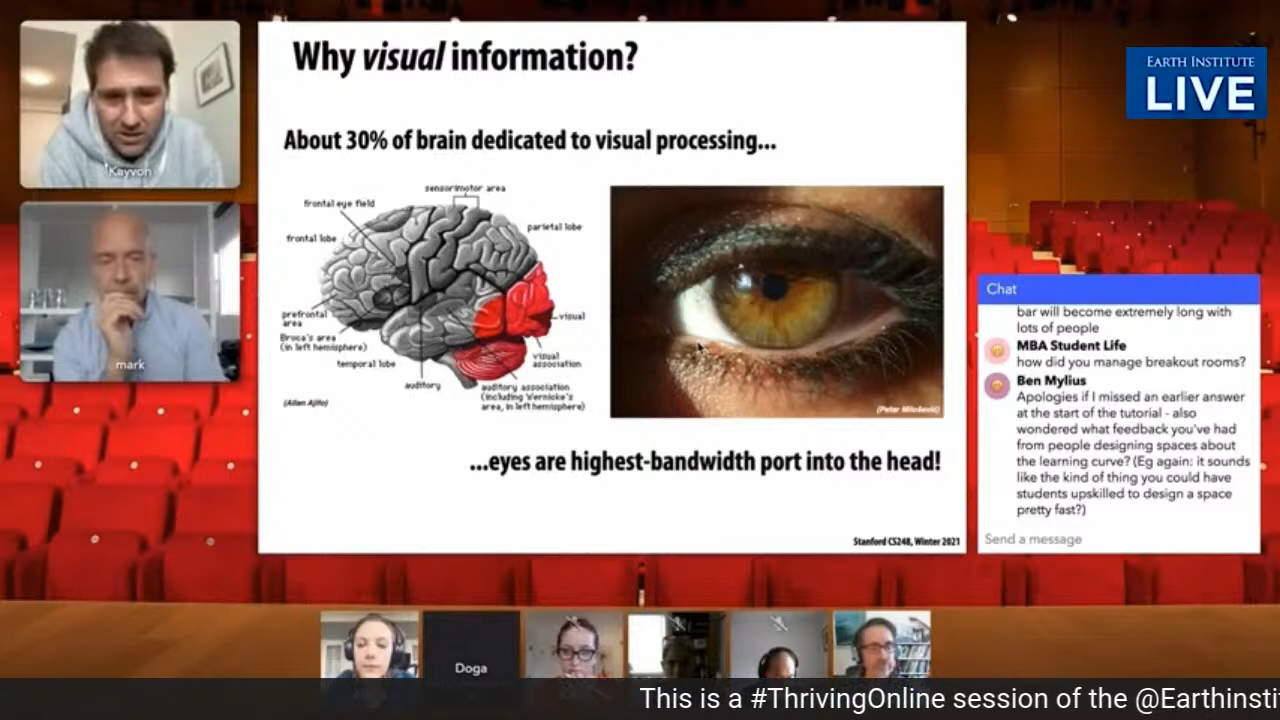 Kayvon
mark
Why visual information?
About 30% of brain dedicated to visual processing...
sensorimotor area
frontal eye field
parietal lobe
frontal lobe
prefrontal
area
visual
Broca's area
(in left hemisphere)
visual
association
temporal lobe
auditory
auditory association
(including Wernicke's
area, in left hemisphere)
(Allan Ajifo)
(Petar Milošević)
...eyes are highest-bandwidth port into the head!
Stanford CS248, Winter 2021
EARTH INSTITUTE
LIVE
Chat
bar will become extremely long with
lots of people
MBA Student Life
how did you manage breakout rooms?
Ben Mylius
Apologies if I missed an earlier answer
at the start of the tutorial - also
wondered what feedback you've had
from people designing spaces about
the learning curve? (Eg again: it sounds
like the kind of thing you could have
students upskilled to design a space
pretty fast?)
Send a message
Doga
This is a #ThrivingOnline session of the @Earthinsti